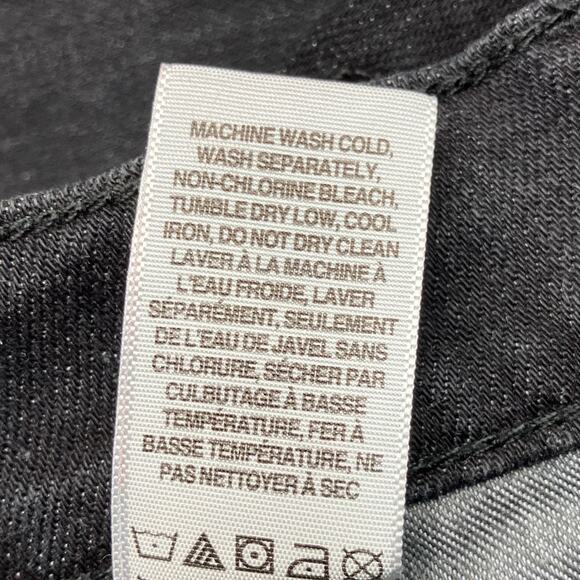 MACHINE WASH COLD,
WASH SEPARATELY,
NON-CHLORINE BLEACH,
TUMBLE DRY LOW, COOL
IRON, DO NOT DRY CLEAN
LAVER À LA MACHINE À
L'EAU FROIDE, LAVER
SÉPARÉMENT, SEULEMENT
DE L'EAU DE JAVEL SANS
CHLORURE, SÉCHER PAR
CULBUTAGE À BASSE
TEMPÉRATURE, FER À
BASSE TEMPÉRATURE, NE
PAS NETTOYER À SEC